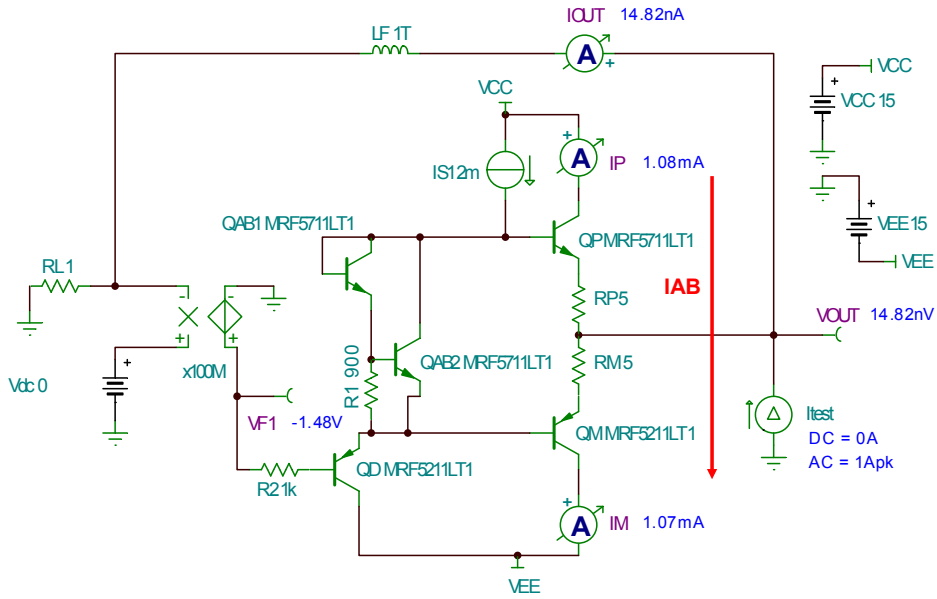 IOUT 14.82nA
LF 1T
A
+
VCC
+
VCC 15
VCC
+
A
IP 1.08mA
IS1 2m
+
VEE 15
VEE
QAB1 MRF5711LT1
QP MRF5711LT1
RL 1
IAB
RP 5
VOUT 14.82nV
- -
+ +
x100M
Vdc 0
+
R1 900
QAB2 MRF5711LT1
RM 5
VF1 -1.48V
Itest
DC = 0A
AC = 1Apk
QD MRF5211LT1
QM MRF5211LT1
R2 1k
+
A
IM 1.07mA
VEE